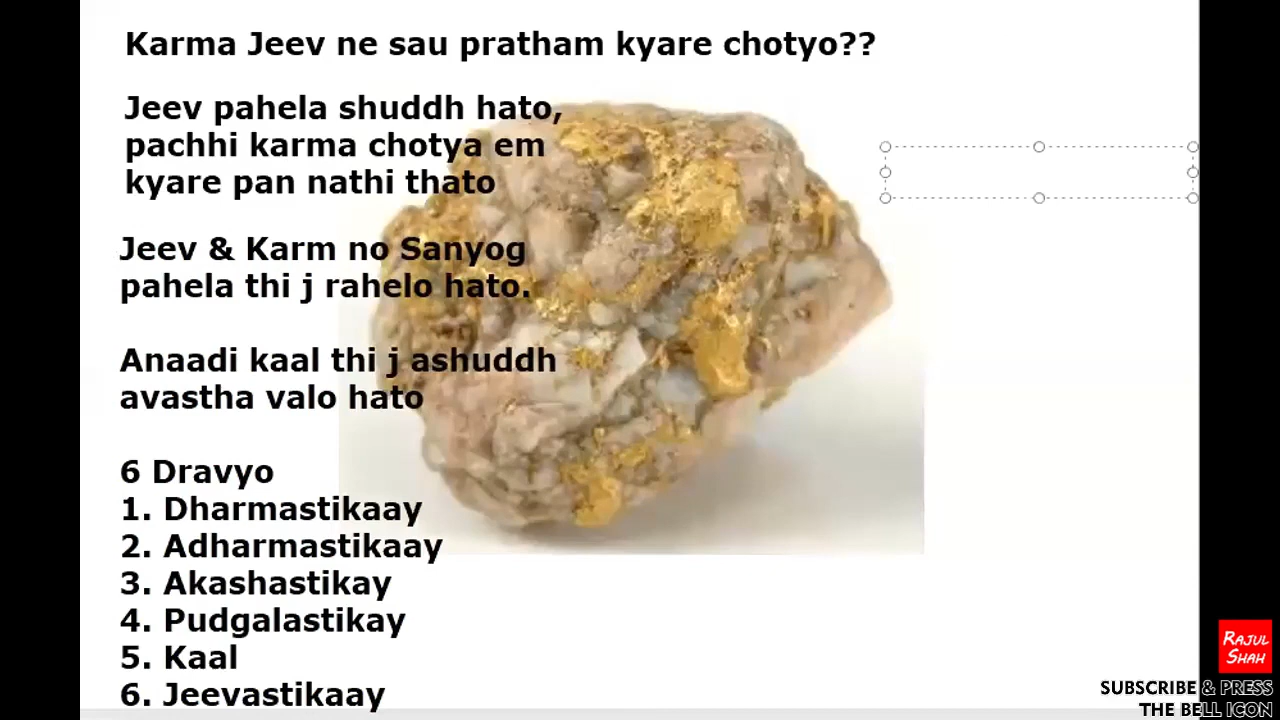 Karma Jeev ne sau pratham kyare chotyo??
Jeev pahela shuddh hato,
pachhi karma chotya em
kyare pan nathi thato
Jeev & Karm no Sanyog
pahela thi j rahelo hato.
Anaadi kaal thi j ashuddh
avastha valo hato
6 Dravyo
1. Dharmastikaay
2. Adharmastikaay
3. Akashastikay
4. Pudgalastikay
5. Kaal
6. Jeevastikaay
RAJUL
SHAH
SUBSCRIBE & PRESS
THE BELL ICON